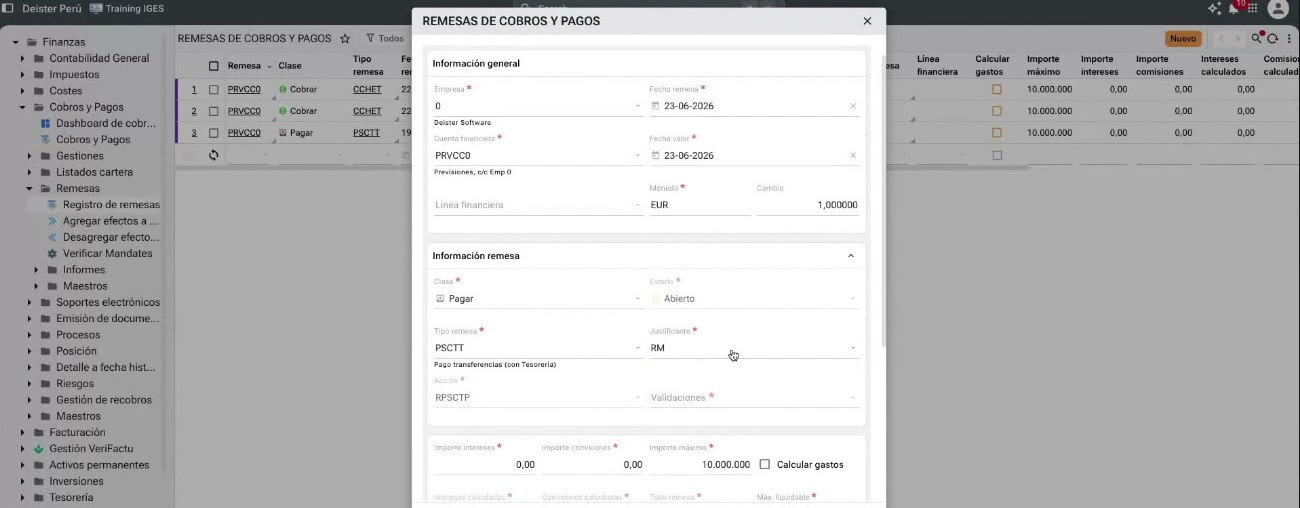 Deister Perú Training IGES
Search
10
REMESAS DE COBROS Y PAGOS
Finanzas
Contabilidad General
Impuestos
Costes
Cobros y Pagos
Dashboard de cobr...
Cobros y Pagos
Gestiones
Listados cartera
Remesas
Registro de remesas
Agregar efectos a ...
Desagregar efecto...
Verificar Mandates
Informes
Maestros
Soportes electrónicos
Emisión de docume...
Procesos
Posición
Detalle a fecha hist...
Riesgos
Gestión de recobros
Maestros
Facturación
Gestión VeriFactu
Activos permanentes
Inversiones
Tesorería
REMESAS DE COBROS Y PAGOS Todos Nuevo
Remesa Clase Tipo remesa Línea financiera Calcular gastos Importe máximo Importe intereses Importe comisiones Intereses calculados
1 PRVCC0 Cobrar CCHET 22 10.000.000 0,00 0,00 0,00
2 PRVCC0 Cobrar CCHET 22 10.000.000 0,00 0,00 0,00
3 PRVCC0 Pagar PSCTT 19 10.000.000 0,00 0,00 0,00
Información general
Empresa * Fecha remesa *
0 23-06-2026
Deister Software
Cuenta financiera * Fecha valor *
PRVCC0 23-06-2026
Previsiones, c/c Emp 0
Moneda * Cambio
Línea financiera EUR 1,000000
Información remesa
Clase * Estado *
Pagar Abierto
Tipo remesa * Justificante *
PSCTT RM
Pago transferencias (con Tesorería)
Acción *
RPSCTP Validaciones *
Importe intereses * Importe comisiones * Importe máximo *
0,00 0,00 10.000.000 Calcular gastos
Intereses calculados * Comisiones calculadas * Total remesa * Máx. liquidable *